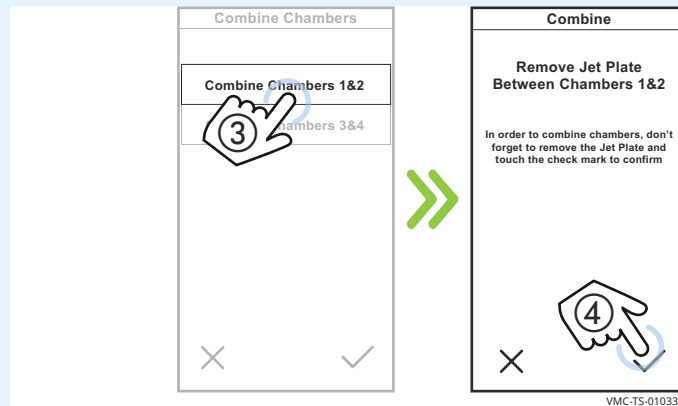 Combine Chambers
Combine Chambers 1&2
hambers 3&4
3
Combine
Remove Jet Plate
Between Chambers 1&2
In order to combine chambers, don't
forget to remove the Jet Plate and
touch the check mark to confirm
4
VMC-TS-01033